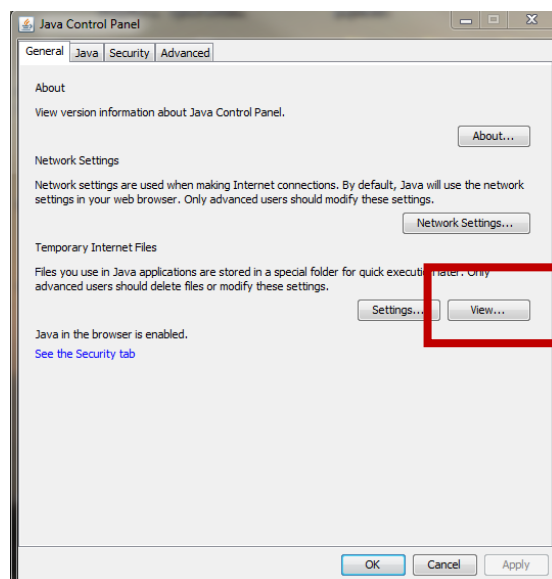 Java Control Panel
General Java Security Advanced
About
View version information about Java Control Panel.
About...
Network Settings
Network settings are used when making Internet connections. By default, Java will use the network
settings in your web browser. Only advanced users should modify these settings.
Network Settings...
Temporary Internet Files
Files you use in Java applications are stored in a special folder for quick execution later. Only
advanced users should delete files or modify these settings.
Settings... View...
Java in the browser is enabled.
See the Security tab
OK Cancel Apply